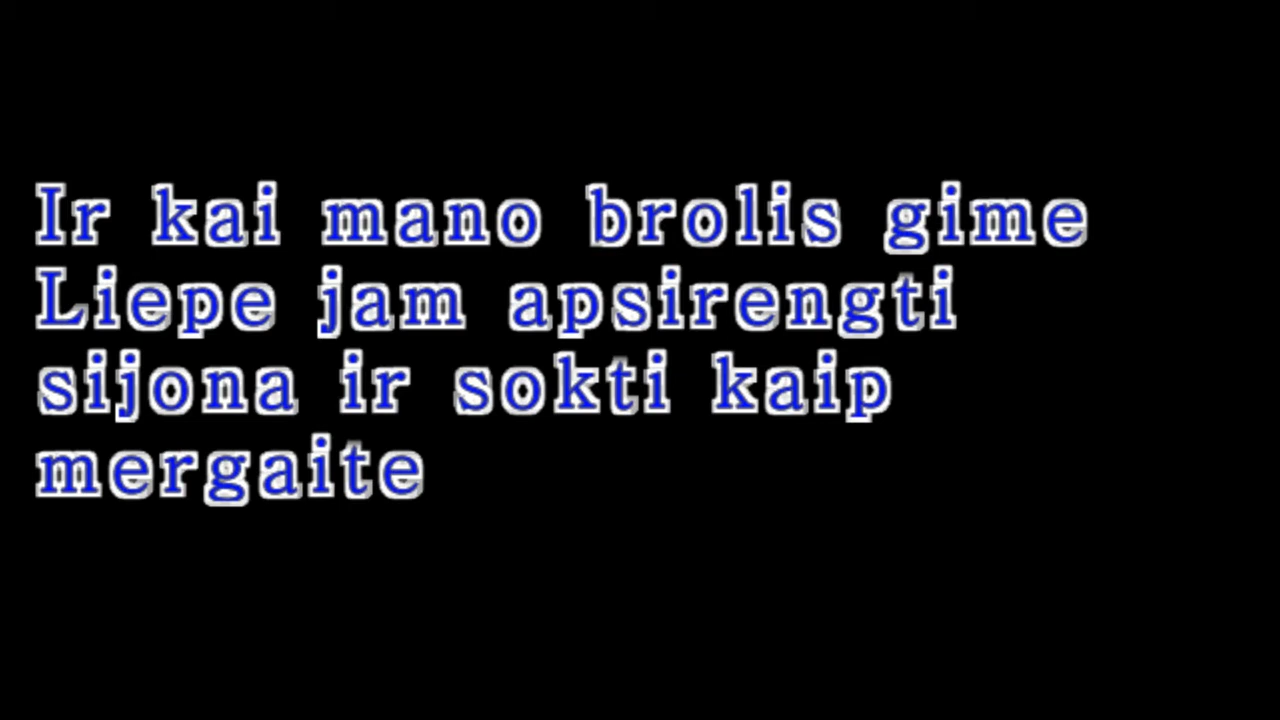 Ir kai mano brolis gime
Liepe jam apsirengti
sijona ir sokti kaip
mergaite